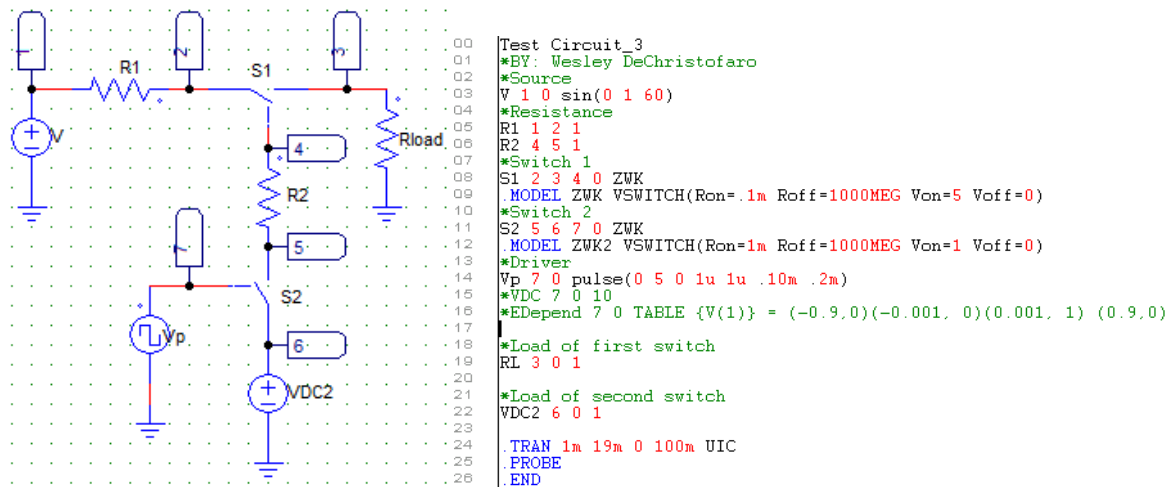 1
2
3
R1
S1
V
Rload
4
R2
7
5
S2
Vp
6
VDC2
00 Test Circuit_3
01 *BY: Wesley DeChristofaro
02 *Source
03 V 1 0 sin(0 1 60)
04 *Resistance
05 R1 1 2 1
06 R2 4 5 1
07 *Switch 1
08 S1 2 3 4 0 ZWK
09 .MODEL ZWK VSWITCH(Ron=.1m Roff=1000MEG Von=5 Voff=0)
10 *Switch 2
11 S2 5 6 7 0 ZWK
12 .MODEL ZWK2 VSWITCH(Ron=1m Roff=1000MEG Von=1 Voff=0)
13 *Driver
14 Vp 7 0 pulse(0 5 0 1u 1u .10m .2m)
15 *VDC 7 0 10
16 *EDepend 7 0 TABLE {V(1)} = (-0.9,0)(-0.001, 0)(0.001, 1) (0.9,0)
17
18 *Load of first switch
19 RL 3 0 1
20
21 *Load of second switch
22 VDC2 6 0 1
23
24 .TRAN 1m 19m 0 100m UIC
25 .PROBE
26 .END